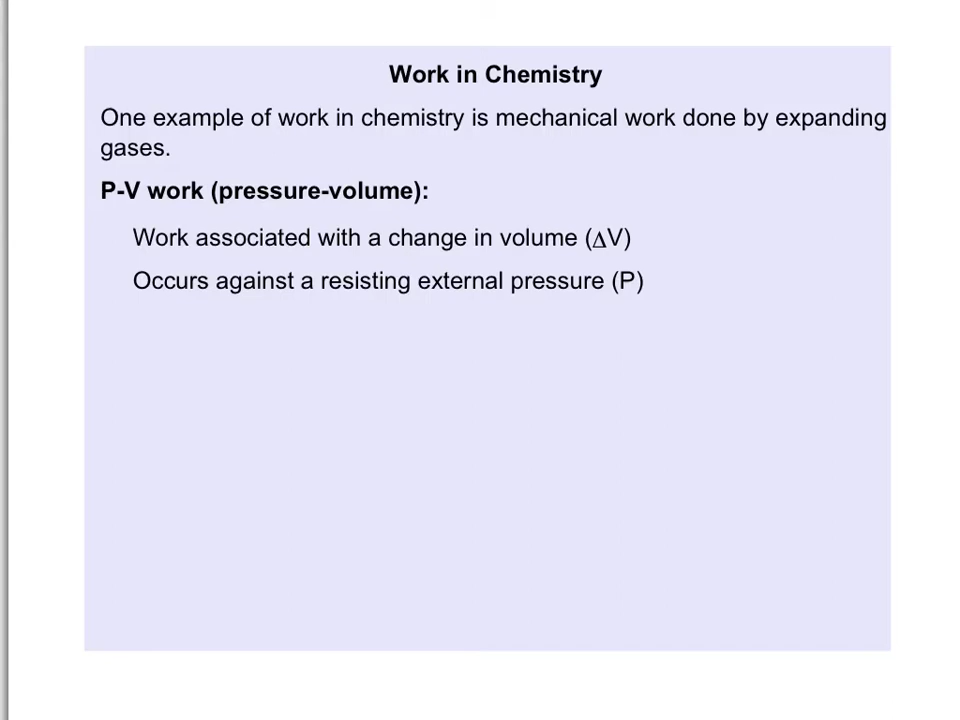 Work in Chemistry
One example of work in chemistry is mechanical work done by expanding
gases.
P-V work (pressure-volume):
Work associated with a change in volume (ΔV)
Occurs against a resisting external pressure (P)